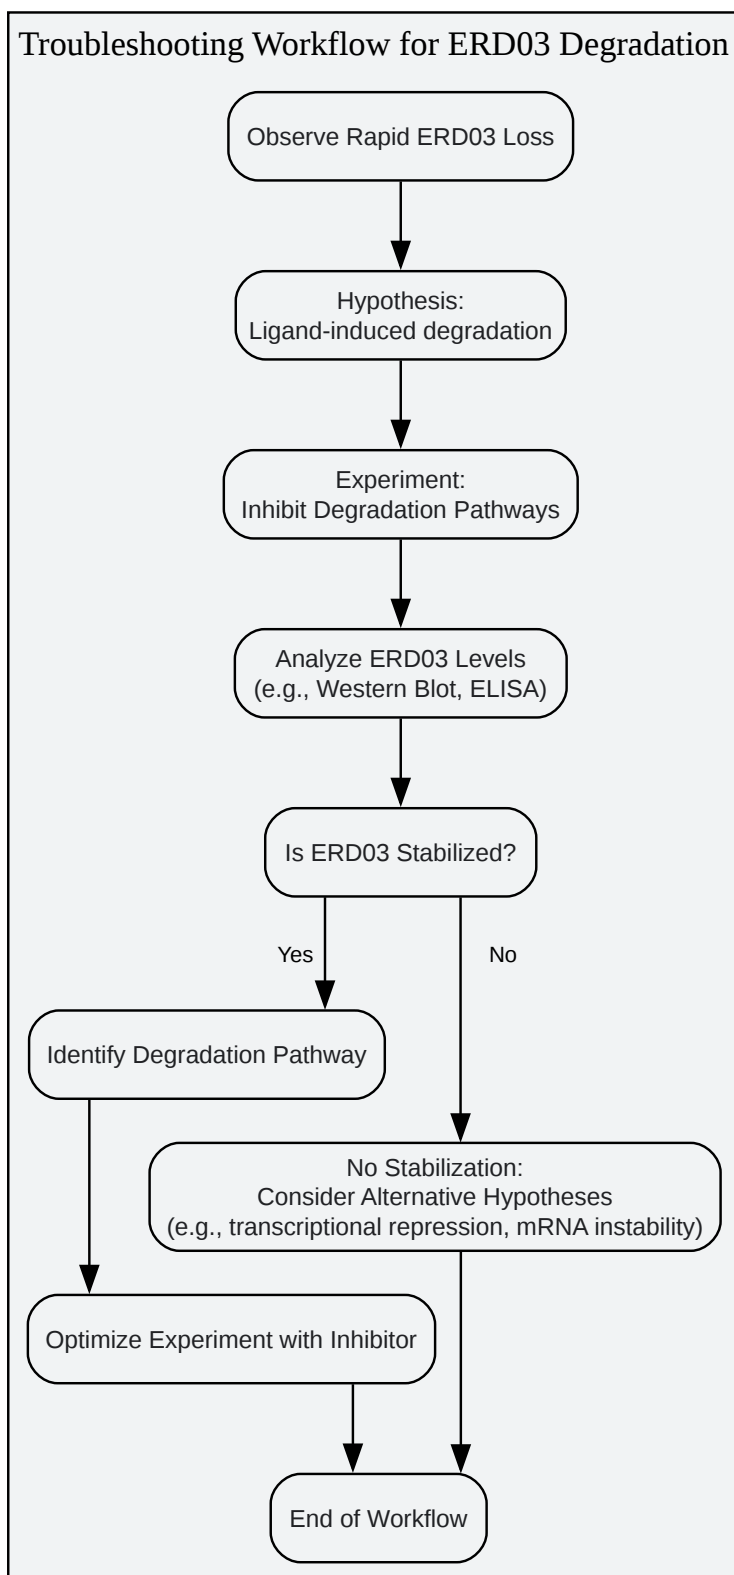 Troubleshooting Workflow for ERD03 Degradation
Observe Rapid ERD03 Loss
Hypothesis:
Ligand-induced degradation
Experiment:
Inhibit Degradation Pathways
Analyze ERD03 Levels
(e.g., Western Blot, ELISA)
Is ERD03 Stabilized?
Yes
No
Identify Degradation Pathway
No Stabilization:
Consider Alternative Hypotheses
(e.g., transcriptional repression, mRNA instability)
Optimize Experiment with Inhibitor
End of Workflow